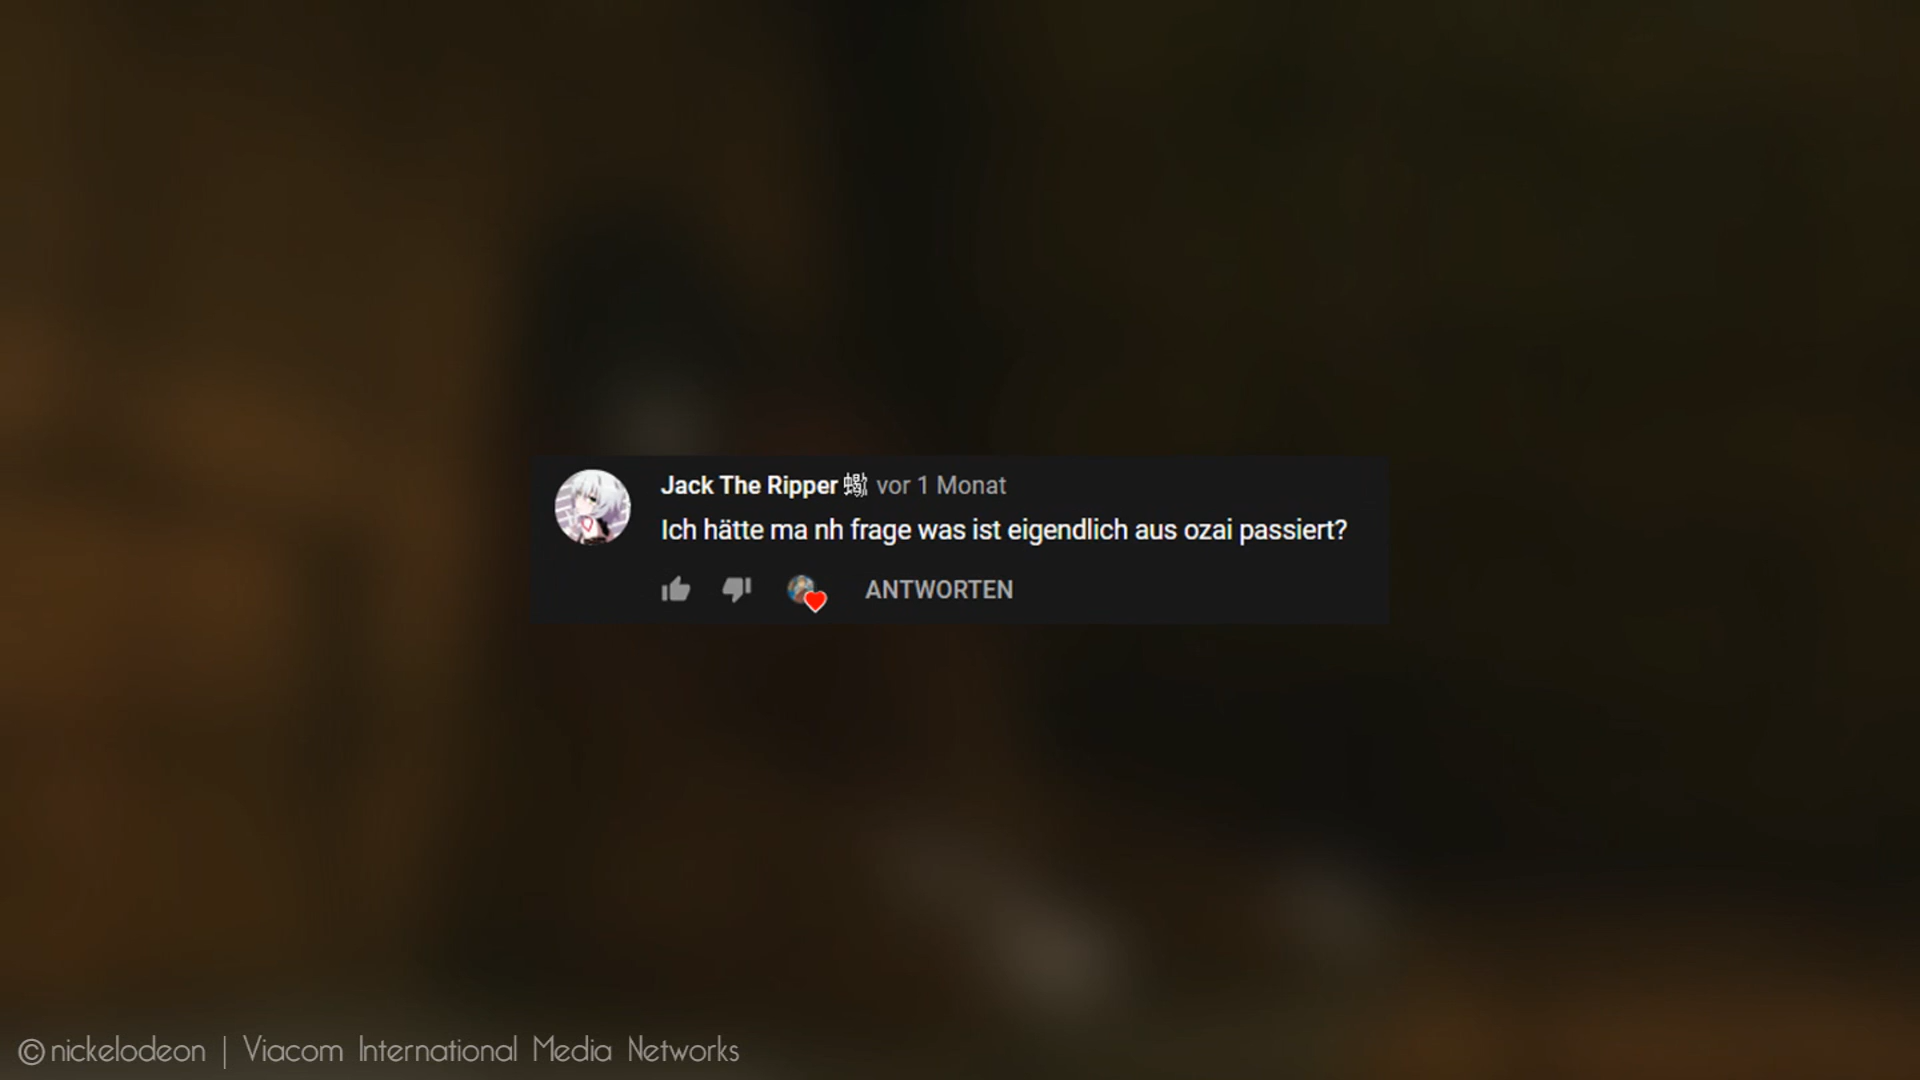 Jack The Ripper 蠍 vor 1 Monat
Ich hätte ma nh frage was ist eigendlich aus ozai passiert?
ANTWORTEN
©nickelodeon | Viacom International Media Networks